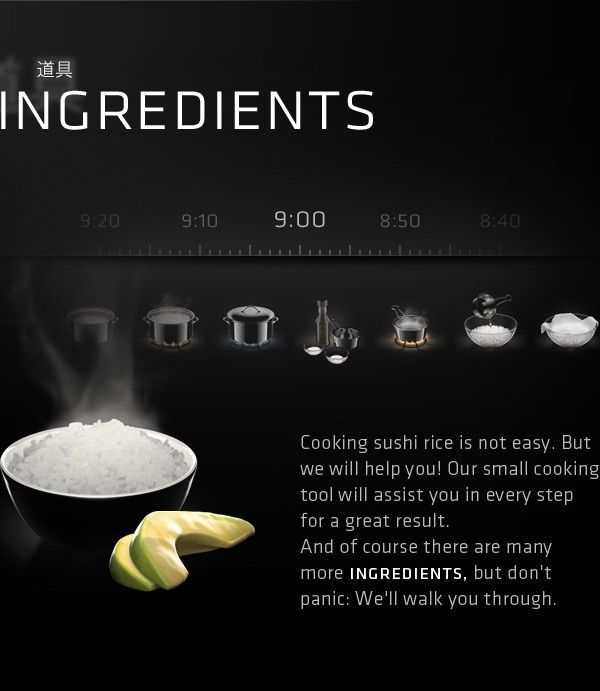 道具
INGREDIENTS
9:20 9:10 9:00 8:50 8:40
Cooking sushi rice is not easy. But
we will help you! Our small cooking
tool will assist you in every step
for a great result.
And of course there are many
more INGREDIENTS, but don't
panic: We'll walk you through.